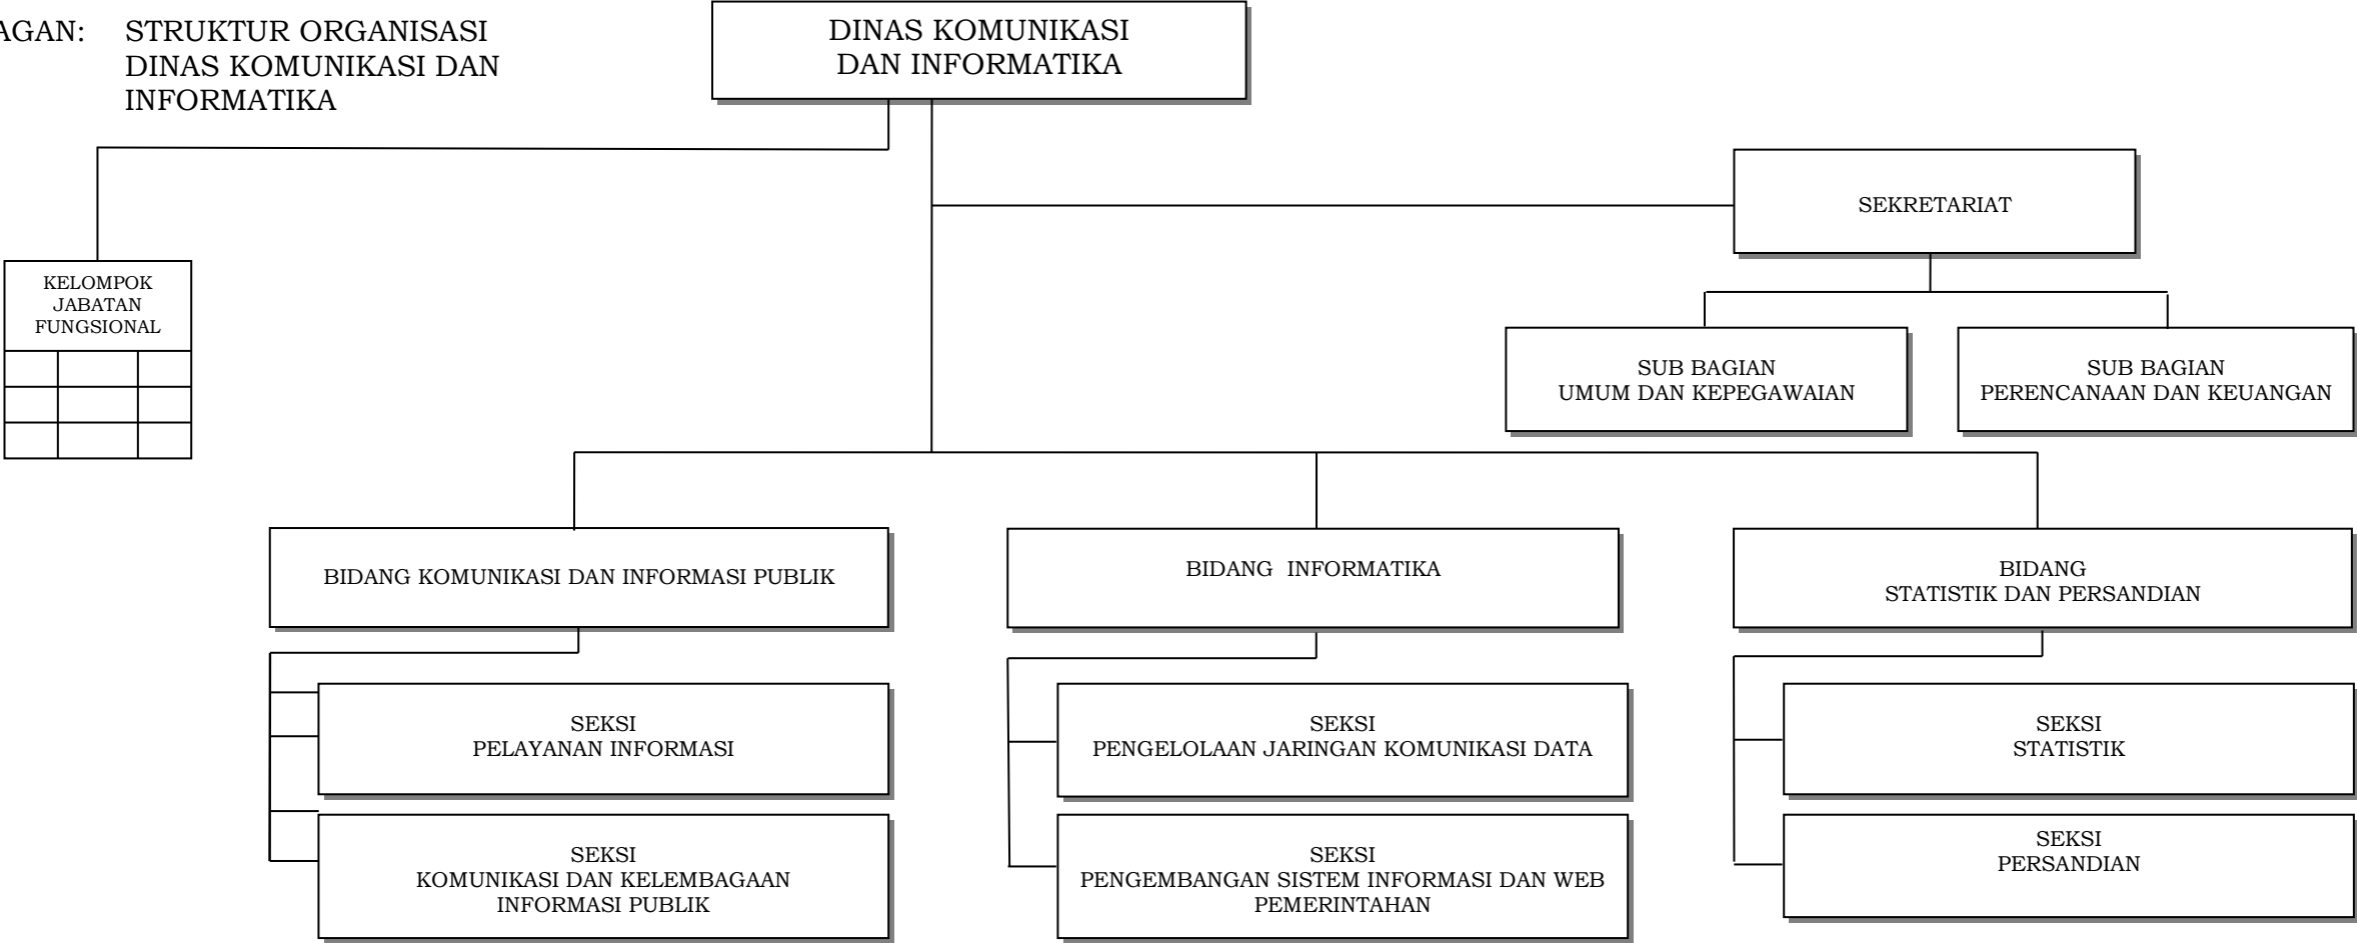 AGAN: STRUKTUR ORGANISASI
DINAS KOMUNIKASI DAN
INFORMATIKA
DINAS KOMUNIKASI
DAN INFORMATIKA
SEKRETARIAT
KELOMPOK
JABATAN
FUNGSIONAL
SUB BAGIAN
UMUM DAN KEPEGAWAIAN
SUB BAGIAN
PERENCANAAN DAN KEUANGAN
BIDANG KOMUNIKASI DAN INFORMASI PUBLIK
BIDANG  INFORMATIKA
BIDANG
STATISTIK DAN PERSANDIAN
SEKSI
PELAYANAN INFORMASI
SEKSI
PENGELOLAAN JARINGAN KOMUNIKASI DATA
SEKSI
STATISTIK
SEKSI
KOMUNIKASI DAN KELEMBAGAAN
INFORMASI PUBLIK
SEKSI
PENGEMBANGAN SISTEM INFORMASI DAN WEB
PEMERINTAHAN
SEKSI
PERSANDIAN